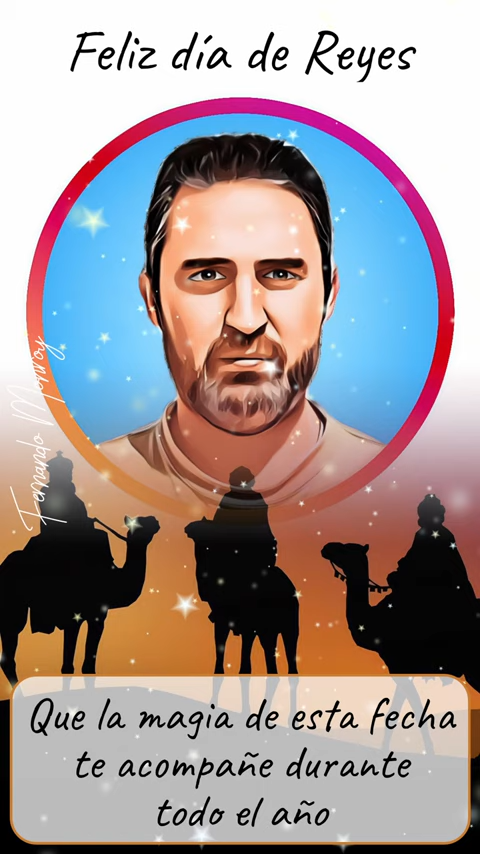 Feliz día de Reyes
Fernando Monroy
Que la magia de esta fecha
te acompañe durante
todo el año